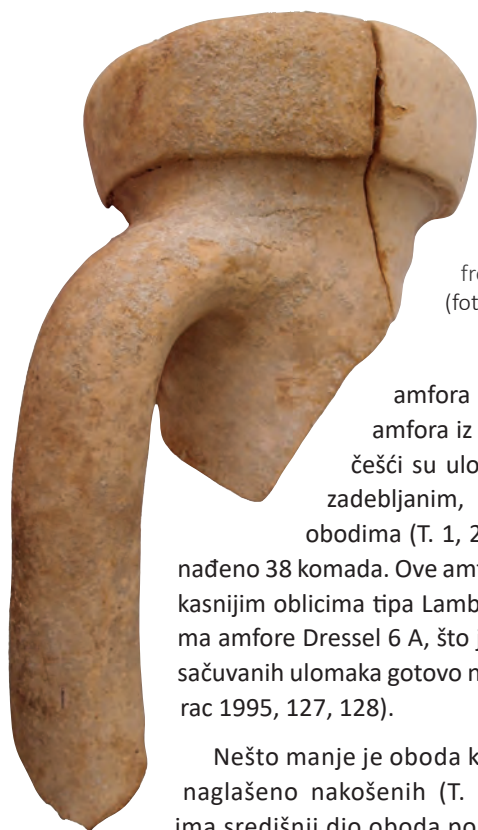 fre
(fot
amfora
amfora iz
češći su ulo
zadebljanim,
obodima (T. 1, 2
nađeno 38 komada. Ove amf
kasnijim oblicima tipa Lamb
ma amfore Dressel 6 A, što j
sačuvanih ulomaka gotovo n
rac 1995, 127, 128).
Nešto manje je oboda k
naglašeno nakošenih (T.
ima središnji dio oboda po